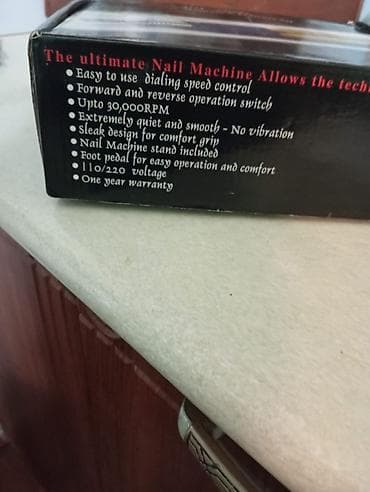 The ultimate Nail Machine Allows the
• Easy to use dialing speed control
• Forward and reverse operation switch
• Upto 30,000RPM
• Extremely quiet and smooth - No vibration
• Sleak design for comfort grip
• Nail Machine stand included
• Foot pedal for easy operation and comfort
• 110/220 voltage
• One year warranty